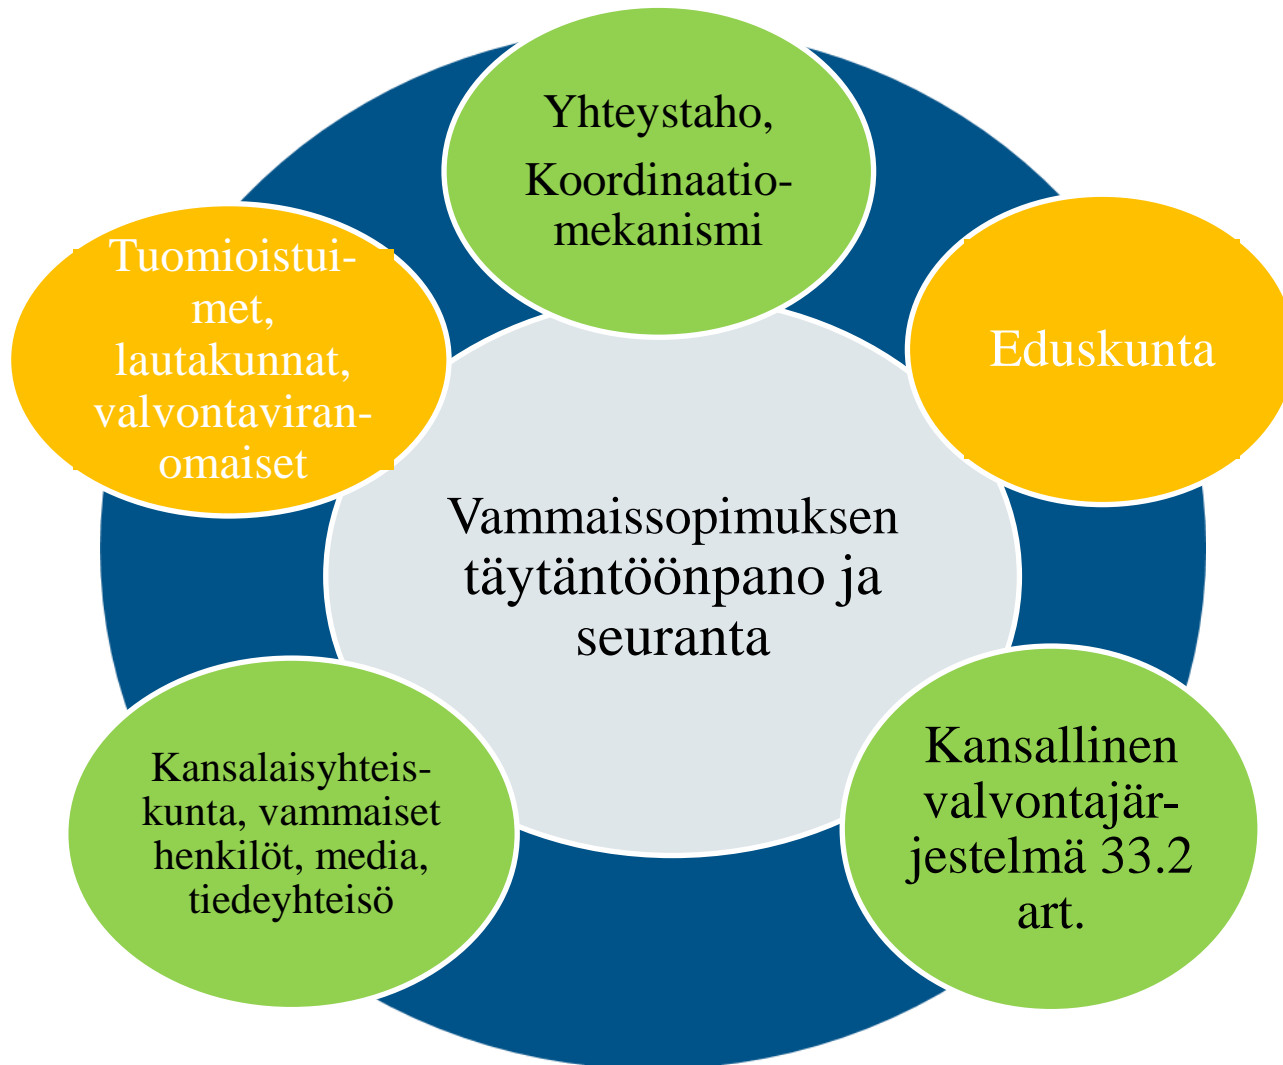 Yhteystaho,
Koordinaatio-
mekanismi
Tuomioistui-
met,
lautakunnat,
valvontaviran-
omaiset
Eduskunta
Vammaissopimuksen
täytäntöönpano ja
seuranta
Kansalaisyhteis-
kunta, vammaiset
henkilöt, media,
tiedeyhteisö
Kansallinen
valvontajär-
jestelmä 33.2
art.